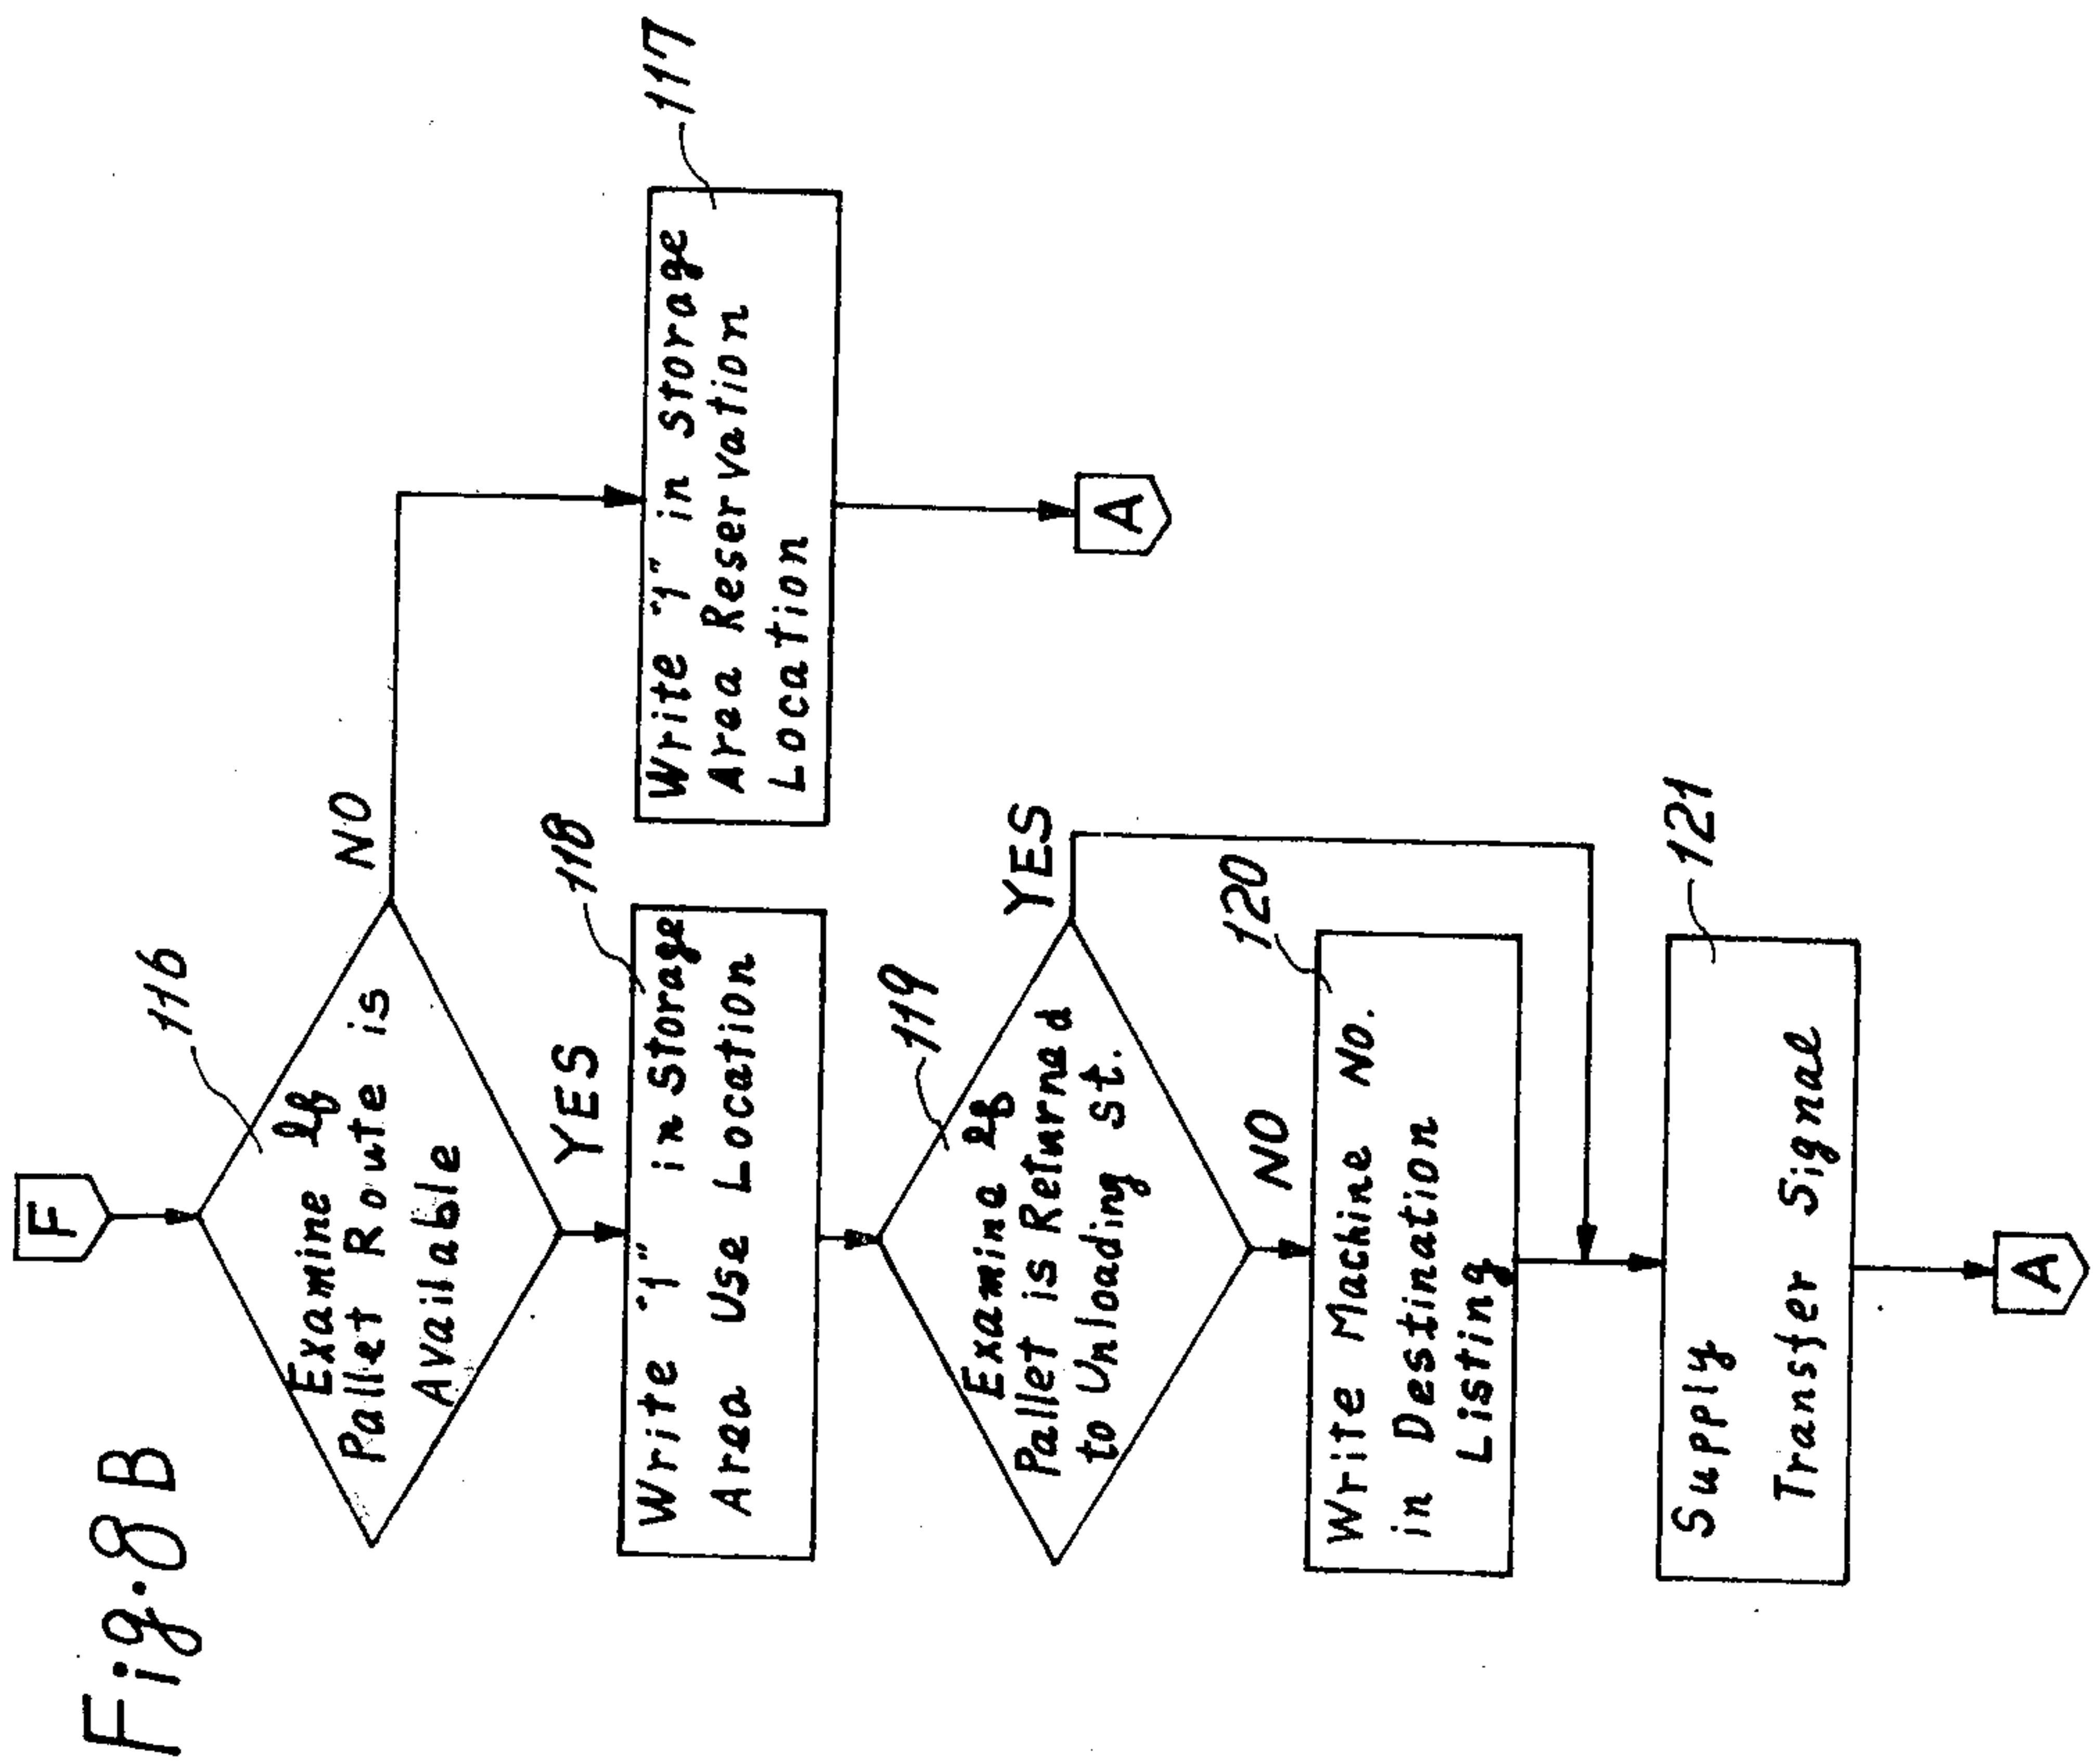 Fig. 8B
F
116
Examine If
Pallet Route is
Available
NO
YES
117
Write "1" in storage
Area Reservation
Location
A
118
Write "1" in Storage
Area Use Location
119
Examine If
Pallet is Returned
to Unloading St.
YES
NO
120
Write Machine No.
in Destination
Listing
121
Supply
Transfer Signal
A